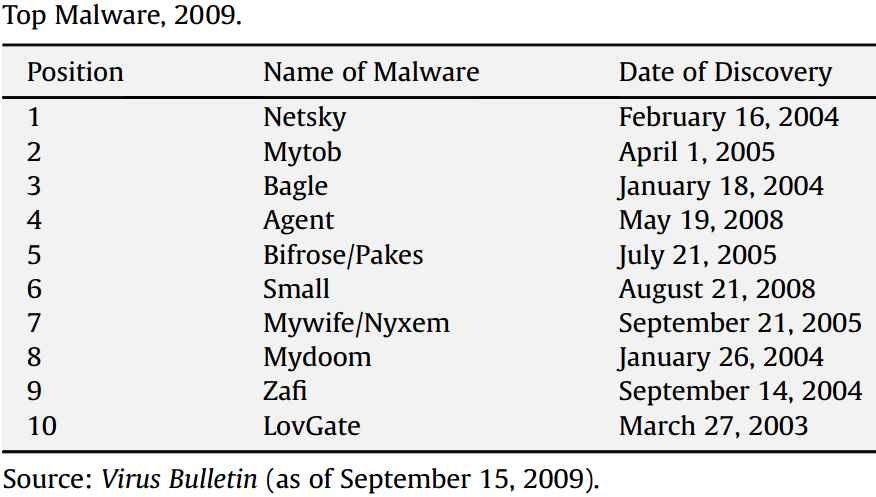 Top Malware, 2009.
Position Name of Malware Date of Discovery
1 Netsky February 16, 2004
2 Mytob April 1, 2005
3 Bagle January 18, 2004
4 Agent May 19, 2008
5 Bifrose/Pakes July 21, 2005
6 Small August 21, 2008
7 Mywife/Nyxem September 21, 2005
8 Mydoom January 26, 2004
9 Zafi September 14, 2004
10 LovGate March 27, 2003
Source: Virus Bulletin (as of September 15, 2009).